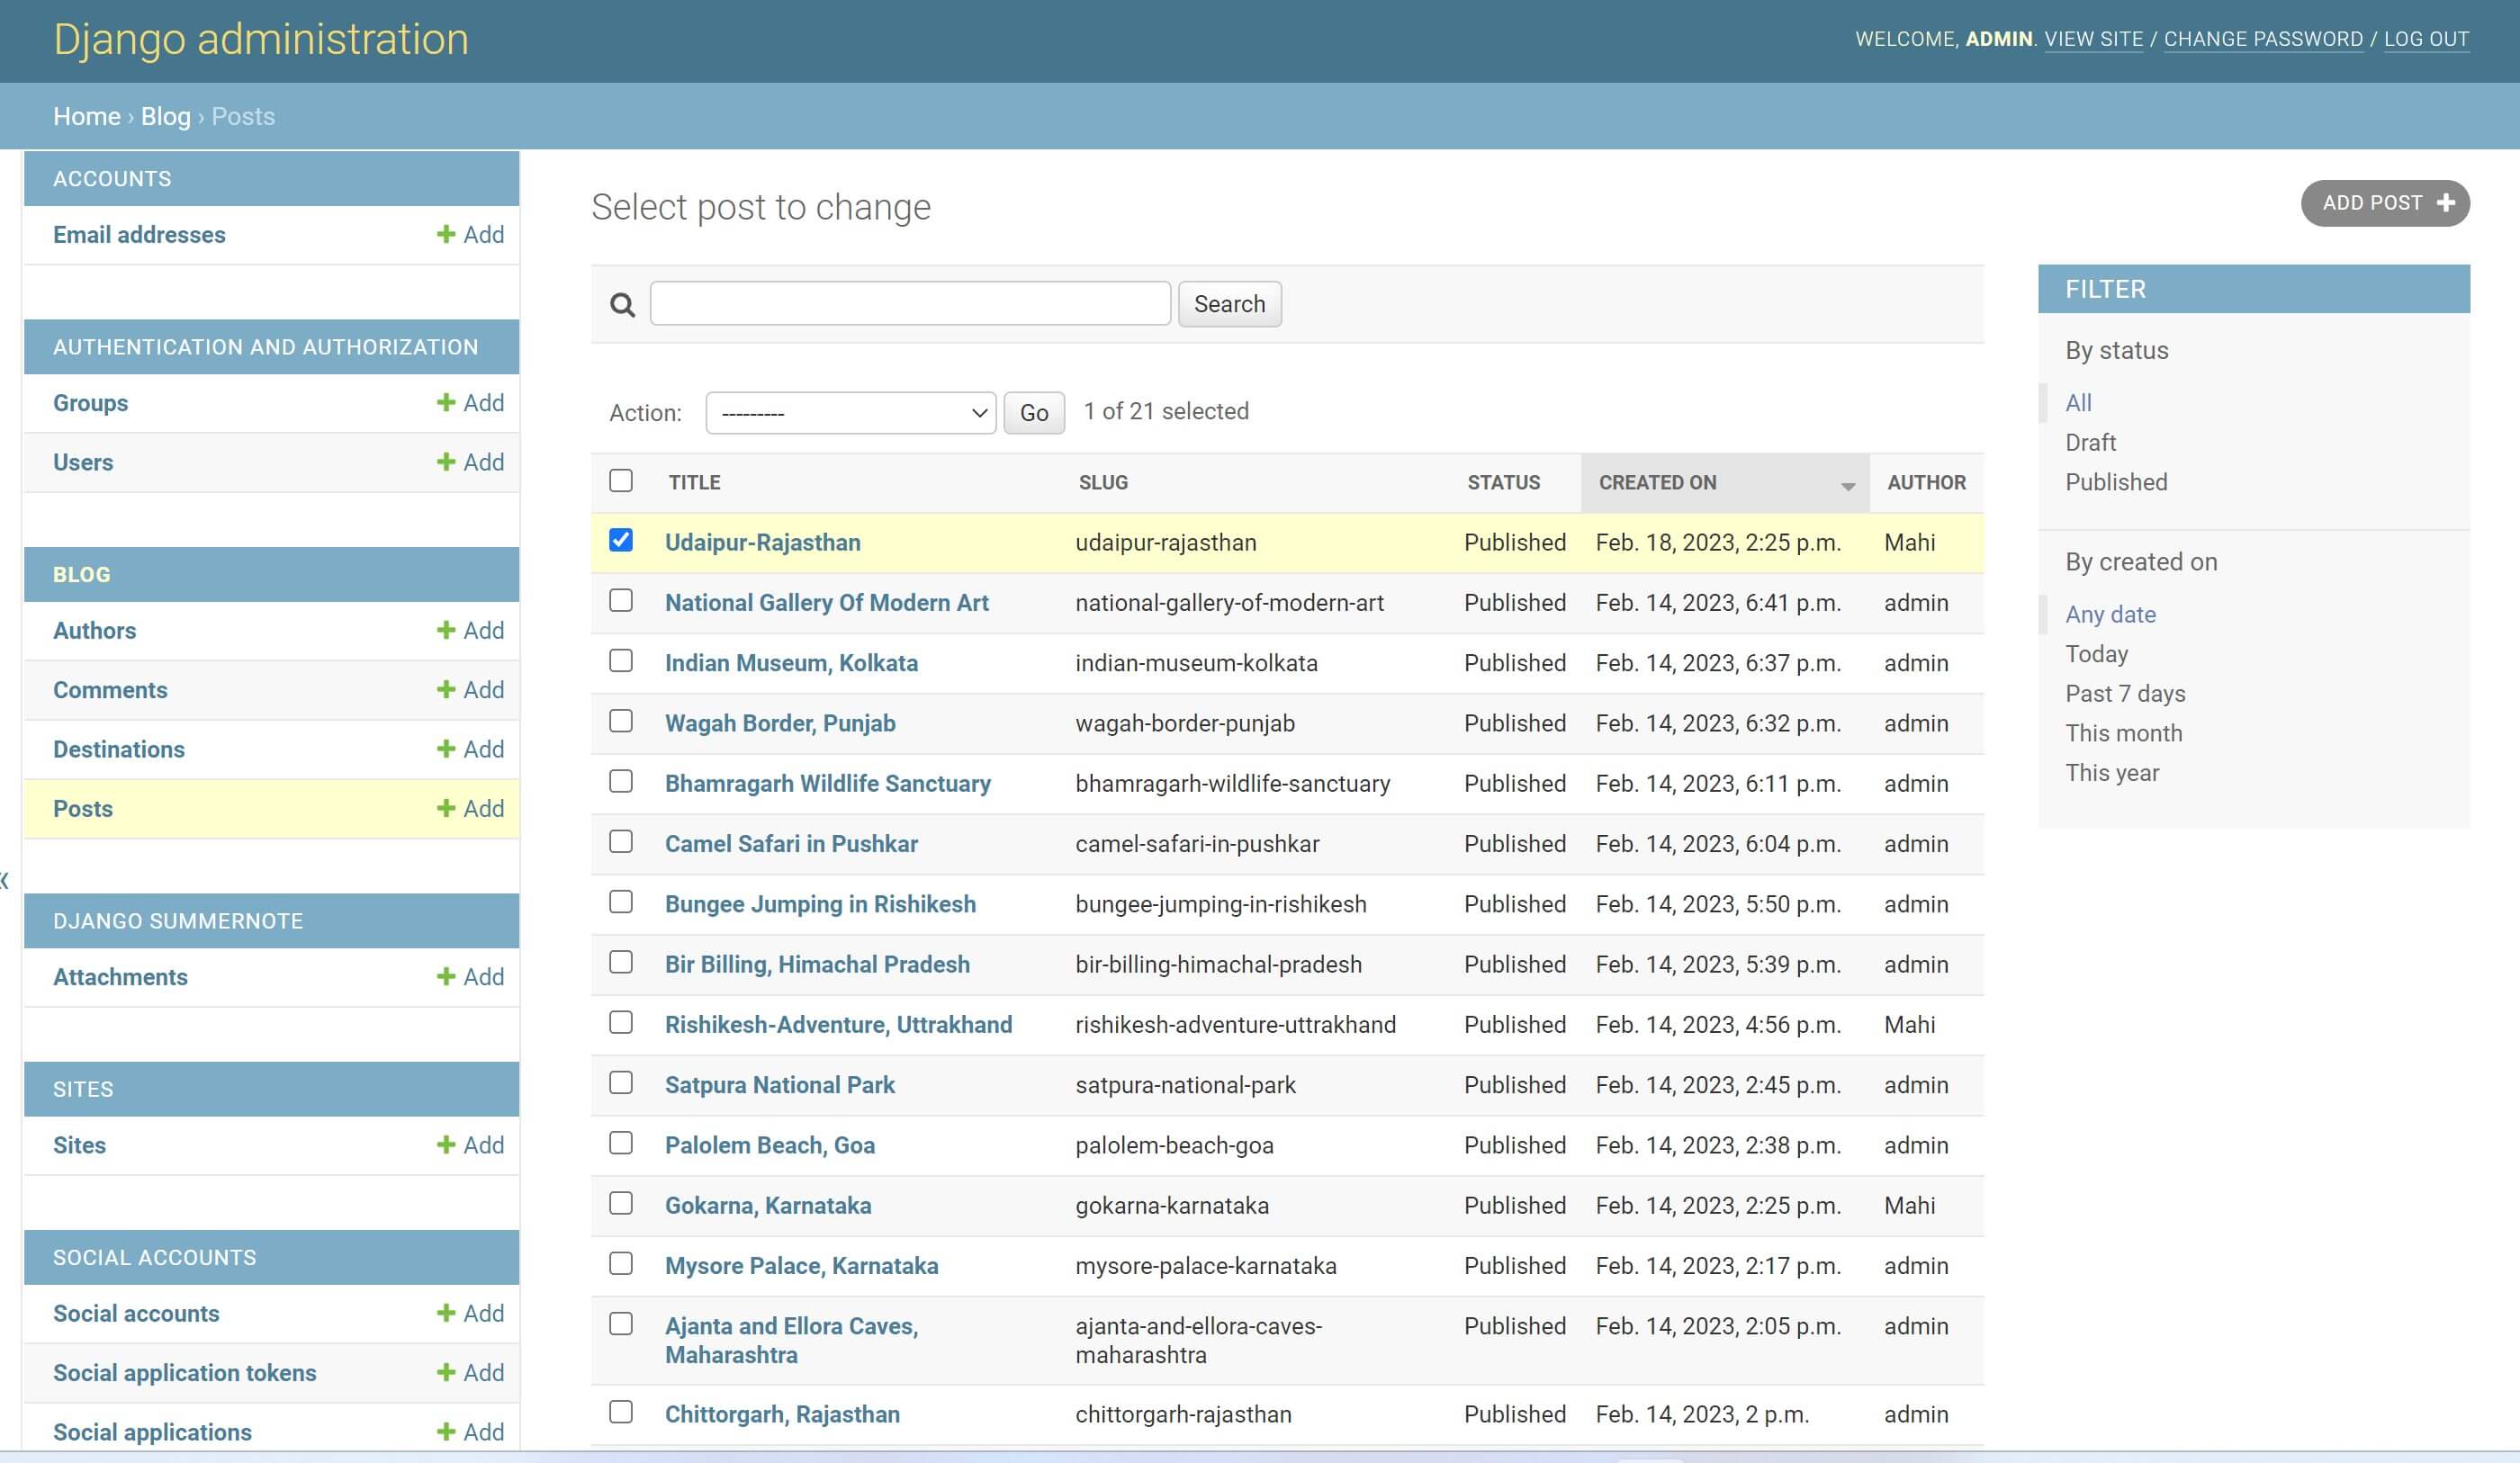 Django administration
WELCOME, ADMIN. VIEW SITE / CHANGE PASSWORD / LOG OUT
Home › Blog › Posts
ACCOUNTS
Email addresses + Add
AUTHENTICATION AND AUTHORIZATION
Groups + Add
Users + Add
BLOG
Authors + Add
Comments + Add
Destinations + Add
Posts + Add
«
DJANGO SUMMERNOTE
Attachments + Add
SITES
Sites + Add
SOCIAL ACCOUNTS
Social accounts + Add
Social application tokens + Add
Social applications + Add
Select post to change
ADD POST +
Search
Action: --------- Go 1 of 21 selected
TITLE SLUG STATUS CREATED ON AUTHOR
Udaipur-Rajasthan udaipur-rajasthan Published Feb. 18, 2023, 2:25 p.m. Mahi
National Gallery Of Modern Art national-gallery-of-modern-art Published Feb. 14, 2023, 6:41 p.m. admin
Indian Museum, Kolkata indian-museum-kolkata Published Feb. 14, 2023, 6:37 p.m. admin
Wagah Border, Punjab wagah-border-punjab Published Feb. 14, 2023, 6:32 p.m. admin
Bhamragarh Wildlife Sanctuary bhamragarh-wildlife-sanctuary Published Feb. 14, 2023, 6:11 p.m. admin
Camel Safari in Pushkar camel-safari-in-pushkar Published Feb. 14, 2023, 6:04 p.m. admin
Bungee Jumping in Rishikesh bungee-jumping-in-rishikesh Published Feb. 14, 2023, 5:50 p.m. admin
Bir Billing, Himachal Pradesh bir-billing-himachal-pradesh Published Feb. 14, 2023, 5:39 p.m. admin
Rishikesh-Adventure, Uttrakhand rishikesh-adventure-uttrakhand Published Feb. 14, 2023, 4:56 p.m. Mahi
Satpura National Park satpura-national-park Published Feb. 14, 2023, 2:45 p.m. admin
Palolem Beach, Goa palolem-beach-goa Published Feb. 14, 2023, 2:38 p.m. admin
Gokarna, Karnataka gokarna-karnataka Published Feb. 14, 2023, 2:25 p.m. Mahi
Mysore Palace, Karnataka mysore-palace-karnataka Published Feb. 14, 2023, 2:17 p.m. admin
Ajanta and Ellora Caves, ajanta-and-ellora-caves- Published Feb. 14, 2023, 2:05 p.m. admin
Maharashtra maharashtra
Chittorgarh, Rajasthan chittorgarh-rajasthan Published Feb. 14, 2023, 2 p.m. admin
FILTER
By status
All
Draft
Published
By created on
Any date
Today
Past 7 days
This month
This year